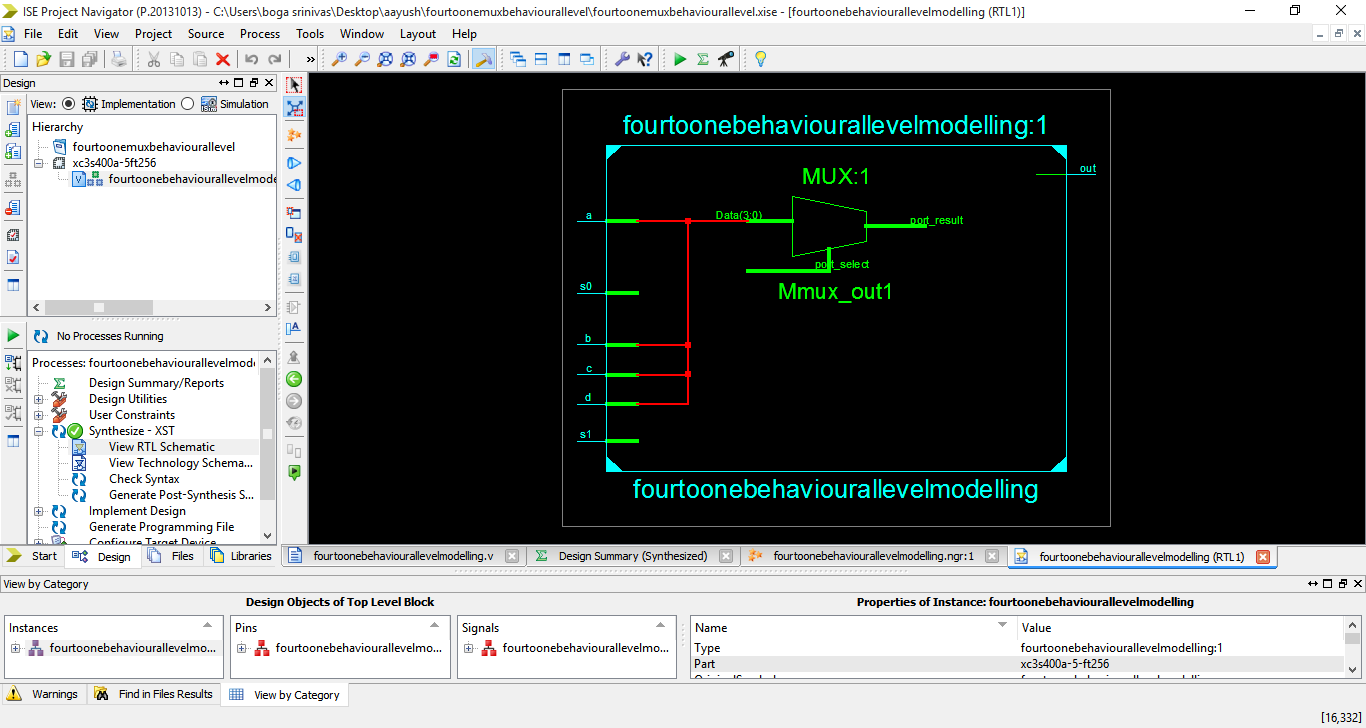 ISE Project Navigator (P.20131013) - C:\Users\boga srinivas\Desktop\aayush\fourtoonemuxbehaviourallevel\fourtoonemuxbehaviourallevel.xise - [fourtoonebehaviourallevelmodelling (RTL1)]
File Edit View Project Source Process Tools Window Layout Help
»
Design
View: Implementation Simulation
Hierarchy
fourtoonemuxbehaviourallevel
xc3s400a-5ft256
V fourtoonebehaviourallevelmode
No Processes Running
Processes: fourtoonebehaviourallevelmod
Design Summary/Reports
Design Utilities
User Constraints
Synthesize - XST
View RTL Schematic
View Technology Schema...
Check Syntax
Generate Post-Synthesis S...
Implement Design
Generate Programming File
Configure Target Device
Start Design Files Libraries
fourtoonebehaviourallevelmodelling:1
out
MUX:1
a
Data(3:0)
port_result
port_select
s0
Mmux_out1
b
c
d
s1
fourtoonebehaviourallevelmodelling
fourtoonebehaviourallevelmodelling.v Design Summary (Synthesized) fourtoonebehaviourallevelmodelling.ngr:1 fourtoonebehaviourallevelmodelling (RTL1)
View by Category
Design Objects of Top Level Block
Properties of Instance: fourtoonebehaviourallevelmodelling
Instances Pins Signals Name Value
fourtoonebehaviourallevelmo... fourtoonebehaviourallevelmo... fourtoonebehaviourallevelmo... Type fourtoonebehaviourallevelmodelling:1
Part xc3s400a-5-ft256
Warnings Find in Files Results View by Category
[16,332]